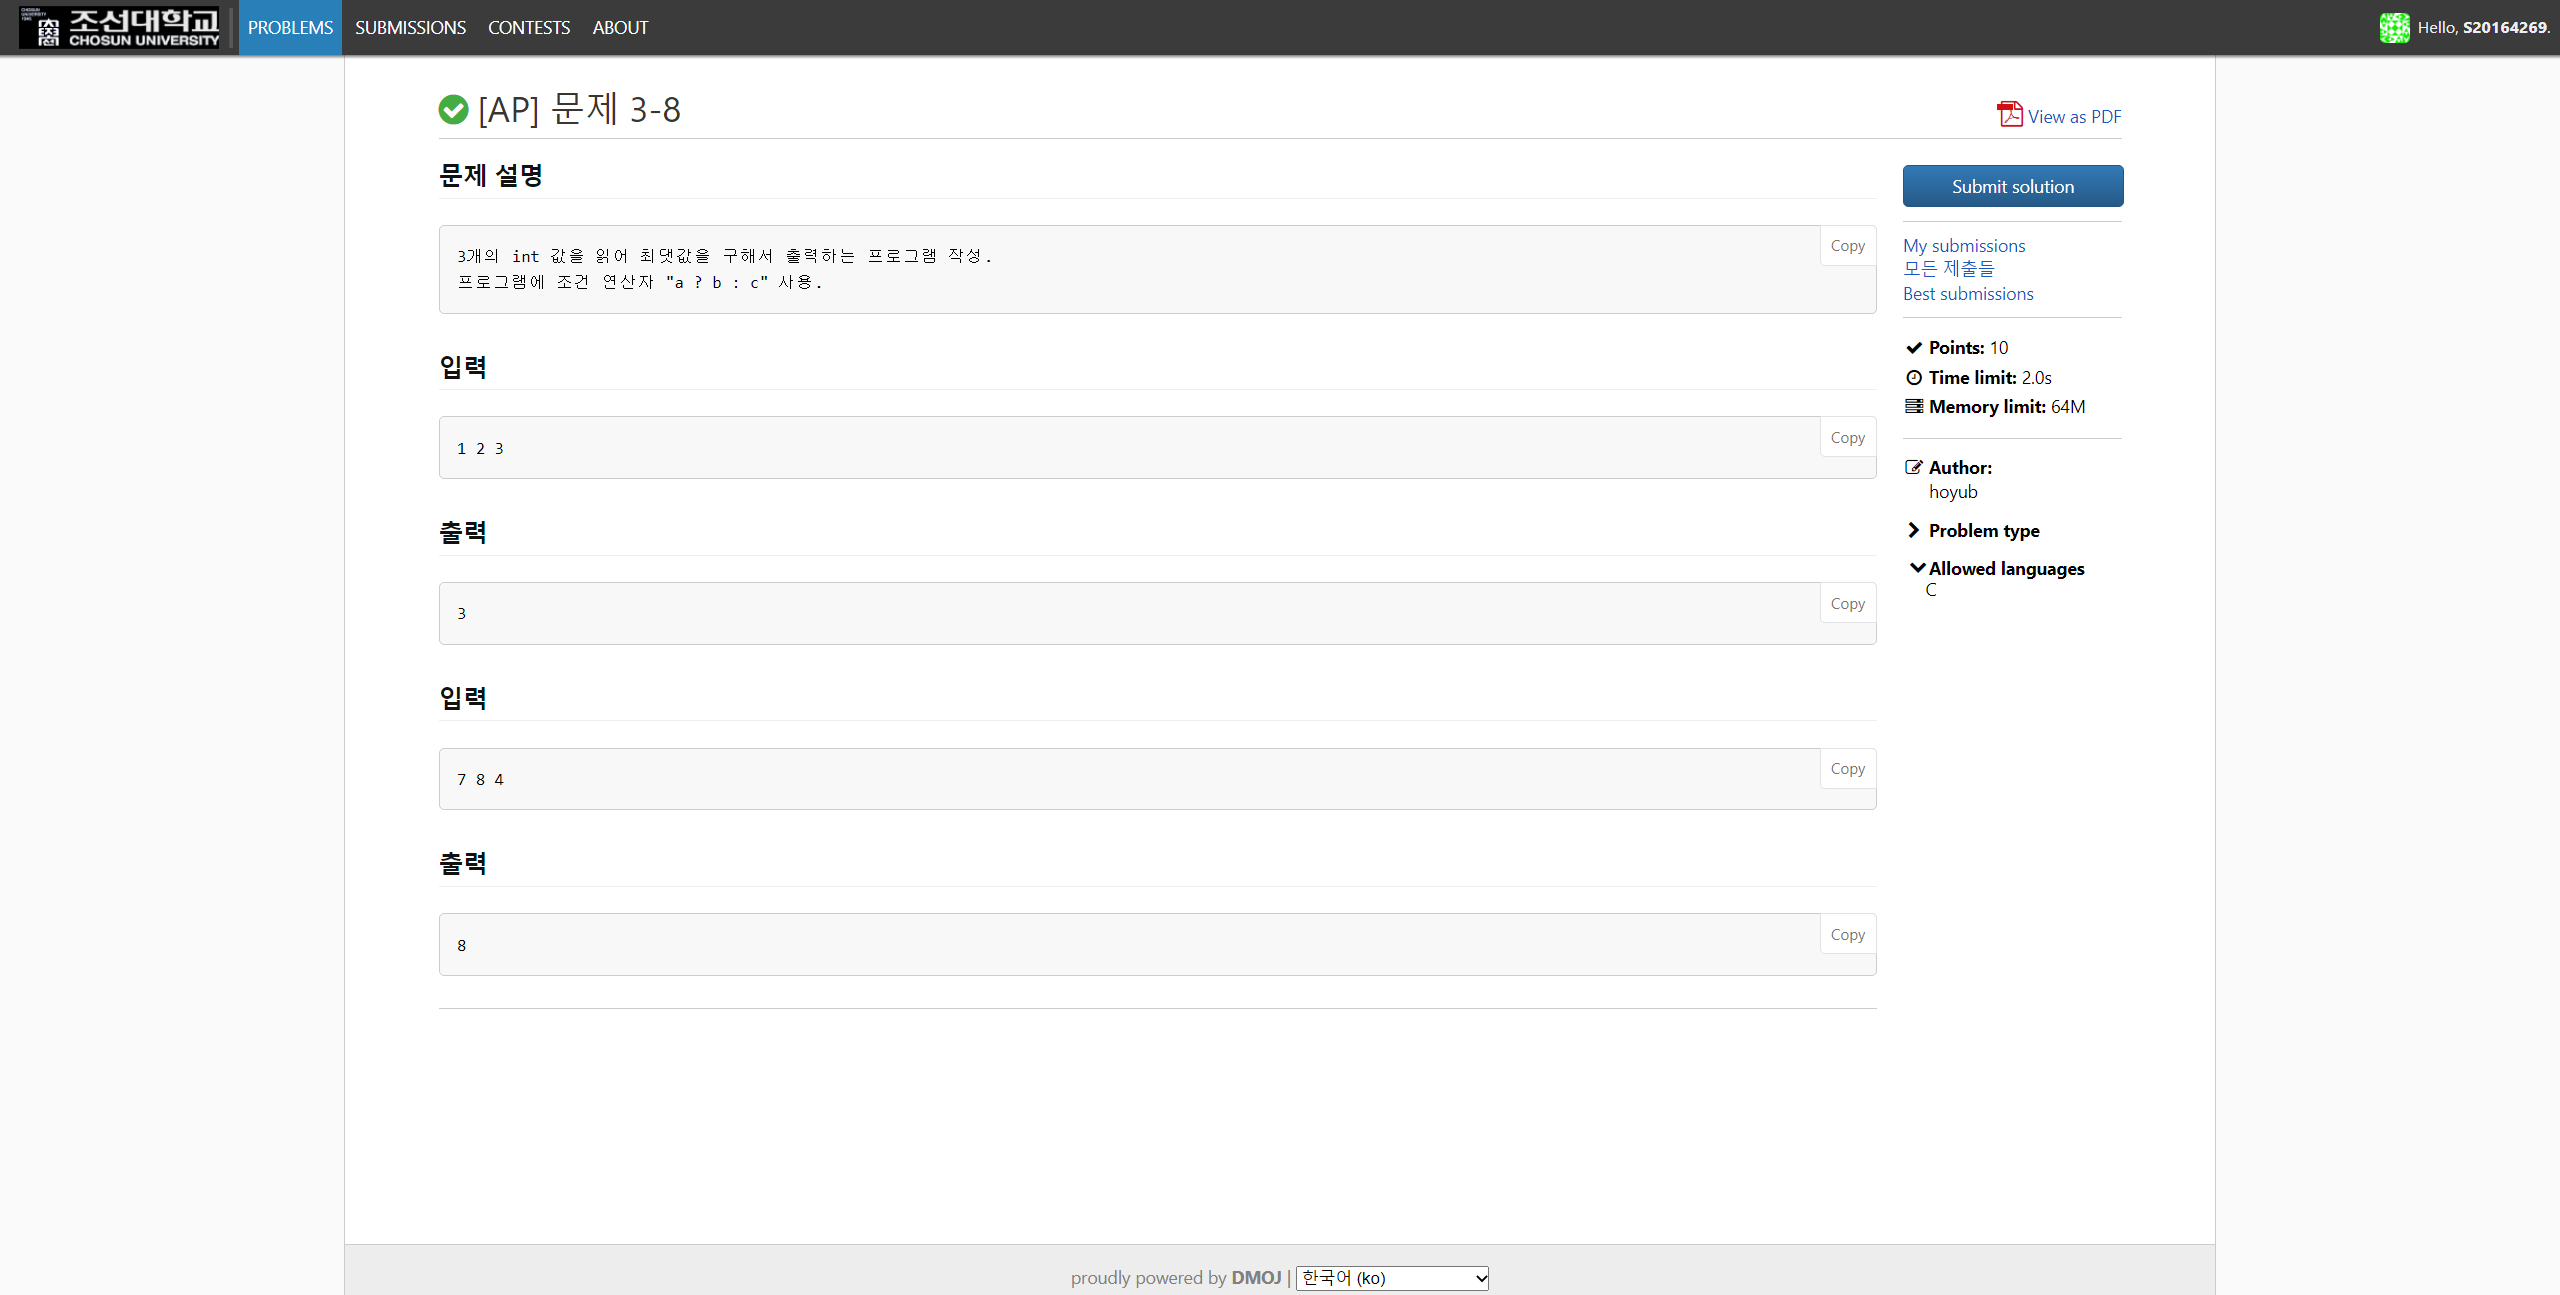 조선대학교
CHOSUN UNIVERSITY
PROBLEMS SUBMISSIONS CONTESTS ABOUT
Hello, S20164269.
[AP] 문제 3-8
View as PDF
문제 설명
3개의 int 값을 읽어 최댓값을 구해서 출력하는 프로그램 작성.
프로그램에 조건 연산자 "a ? b : c" 사용.
Copy
입력
1 2 3
Copy
출력
3
Copy
입력
7 8 4
Copy
출력
8
Copy
Submit solution
My submissions
모든 제출들
Best submissions
Points: 10
Time limit: 2.0s
Memory limit: 64M
Author:
hoyub
Problem type
Allowed languages
C
proudly powered by DMOJ | 한국어 (ko)